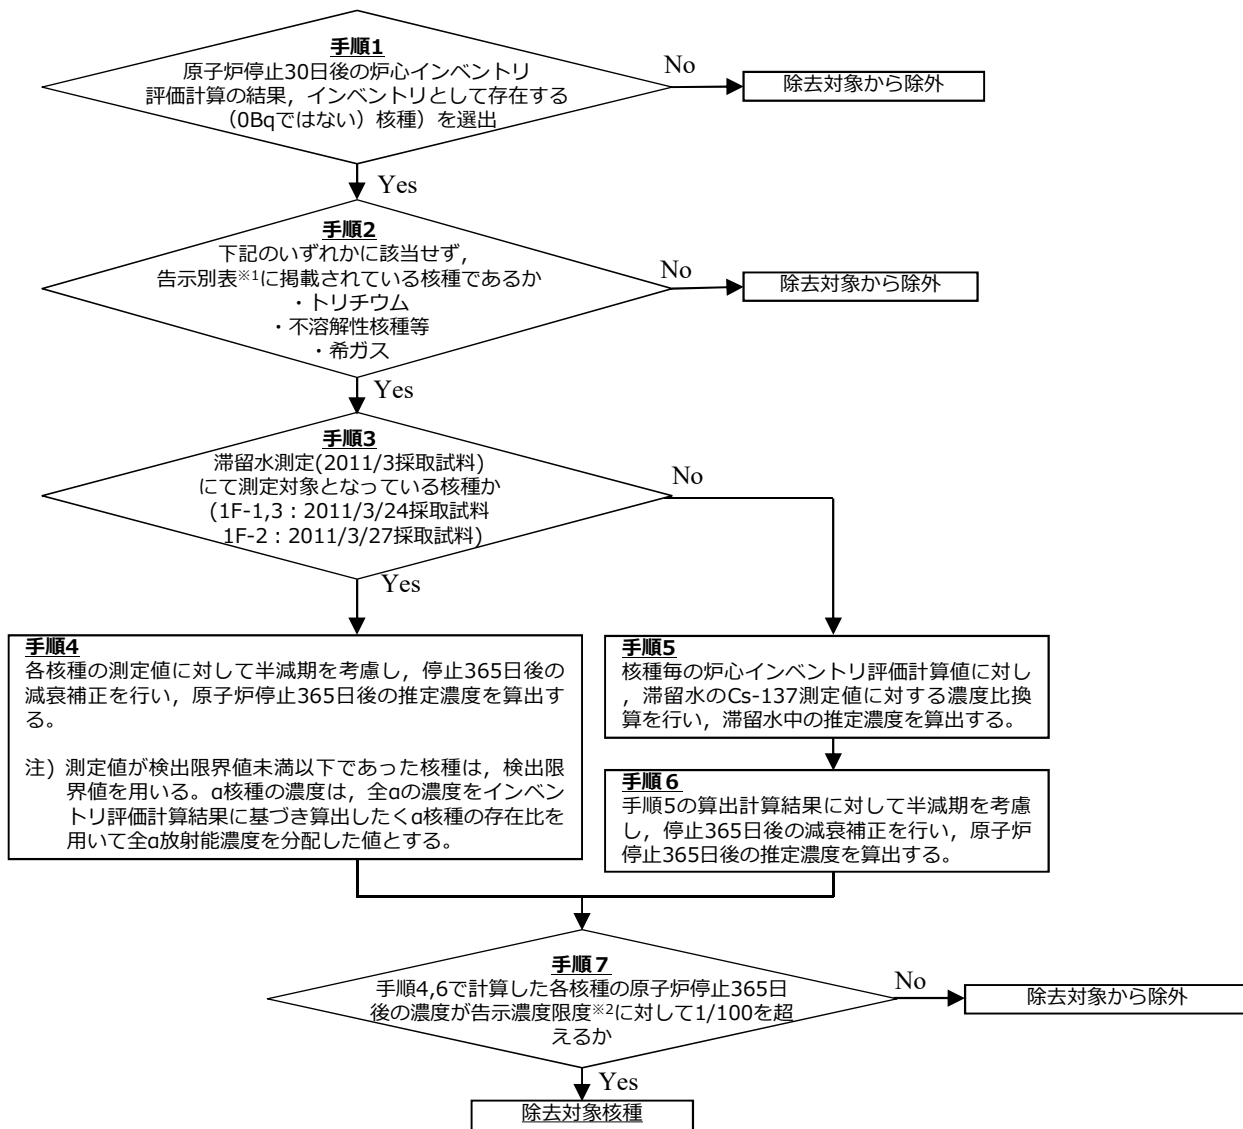 手順1
原子炉停止30日後の炉心インベントリ
評価計算の結果，インベントリとして存在する
（0Bqではない）核種）を選出
No
除去対象から除外
Yes
手順2
下記のいずれかに該当せず，
告示別表※1に掲載されている核種であるか
・トリチウム
・不溶解性核種等
・希ガス
No
除去対象から除外
Yes
手順3
滞留水測定(2011/3採取試料)
にて測定対象となっている核種か
(1F-1,3：2011/3/24採取試料
1F-2：2011/3/27採取試料)
No
Yes
手順4
各核種の測定値に対して半減期を考慮し，停止365日後の
減衰補正を行い，原子炉停止365日後の推定濃度を算出す
る。
注) 測定値が検出限界値未満以下であった核種は，検出限
界値を用いる。α核種の濃度は，全αの濃度をインベン
トリ評価計算結果に基づき算出したくα核種の存在比を
用いて全α放射能濃度を分配した値とする。
手順5
核種毎の炉心インベントリ評価計算値に対し
，滞留水のCs-137測定値に対する濃度比換
算を行い，滞留水中の推定濃度を算出する。
手順６
手順5の算出計算結果に対して半減期を考慮
し，停止365日後の減衰補正を行い，原子炉
停止365日後の推定濃度を算出する。
手順７
手順4,6で計算した各核種の原子炉停止365日
後の濃度が告示濃度限度※2に対して1/100を超
えるか
No
除去対象から除外
Yes
除去対象核種